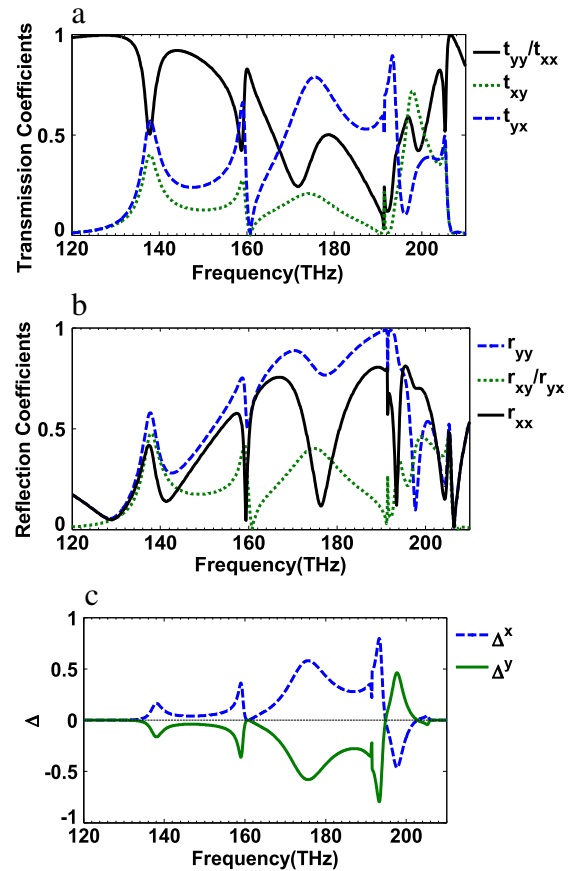 a
Transmission Coefficients
1
0.5
0
120 140 160 180 200
Frequency(THz)
t_yy/t_xx
t_xy
t_yx
b
Reflection Coefficients
1
0.5
0
120 140 160 180 200
Frequency(THz)
r_yy
r_xy/r_yx
r_xx
c
Δ
1
0.5
0
-0.5
-1
120 140 160 180 200
Frequency(THz)
Δ^x
Δ^y